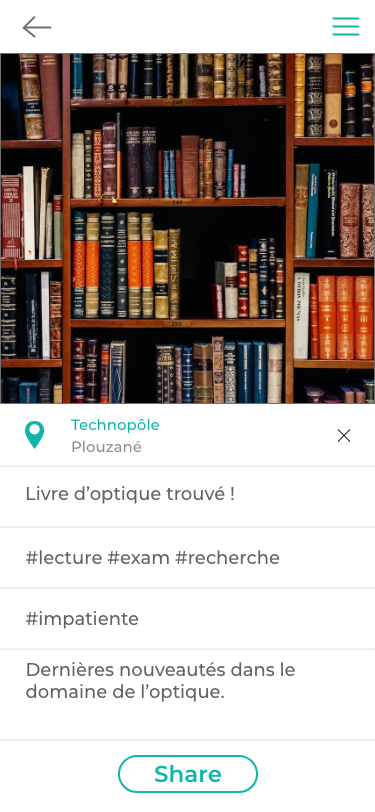 Technopôle
Plouzané
Livre d’optique trouvé !
#lecture #exam #recherche
#impatiente
Dernières nouveautés dans le
domaine de l’optique.
Share